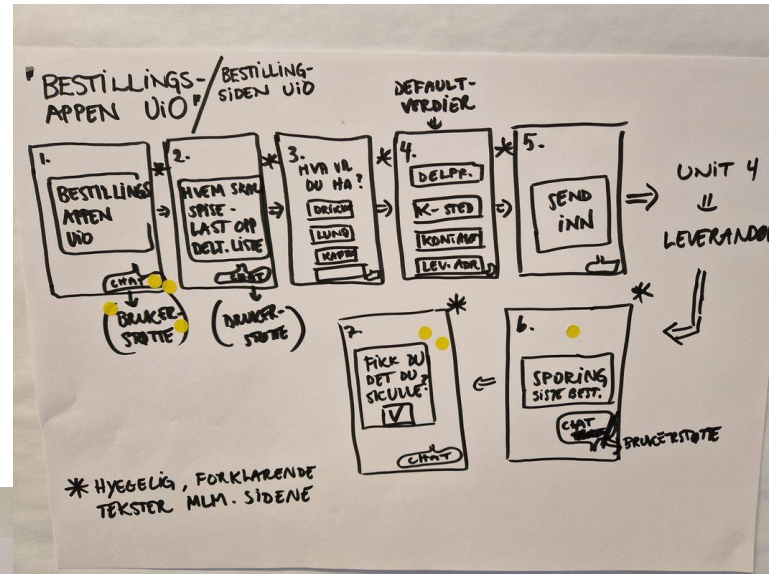 "BESTILLINGS-
APPEN UiO" /
BESTILLING-
SIDEN UiO
DEFAULT-
VERDIER
1.
BESTILLINGS
APPEN
UiO
CHAT
(BRUKER-
STØTTE)
2.
HVEM SKAL
SPISE -
LAST OPP
DELT.LISTE
CHAT
(BRUKER-
STØTTE)
3.
HVA VIL
DU HA?
DRIKKE
LUNSJ
KAFFE
4.
DELPR.
K-STED
KONTAKT
LEV.ADR.
5.
SEND
INN
UNIT 4
LEVERANDØR
6.
SPORING
SISTE BEST.
CHAT
BRUKERSTØTTE
7.
FIKK DU
DET DU
SKULLE?
CHAT
* HYGGELIG, FORKLARENDE
TEKSTER MLM. SIDENE